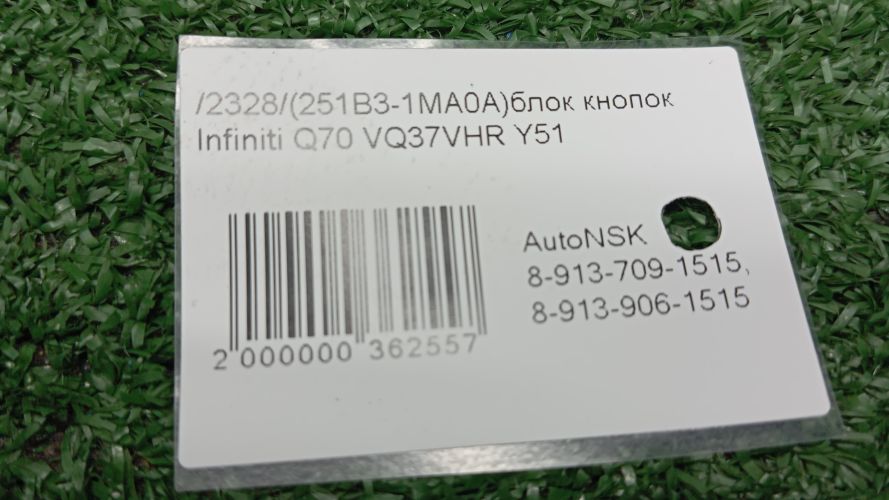 /2328/(251B3-1MA0A)блок кнопок
Infiniti Q70 VQ37VHR Y51
AutoNSK
8-913-709-1515,
8-913-906-1515
2 000000 362557